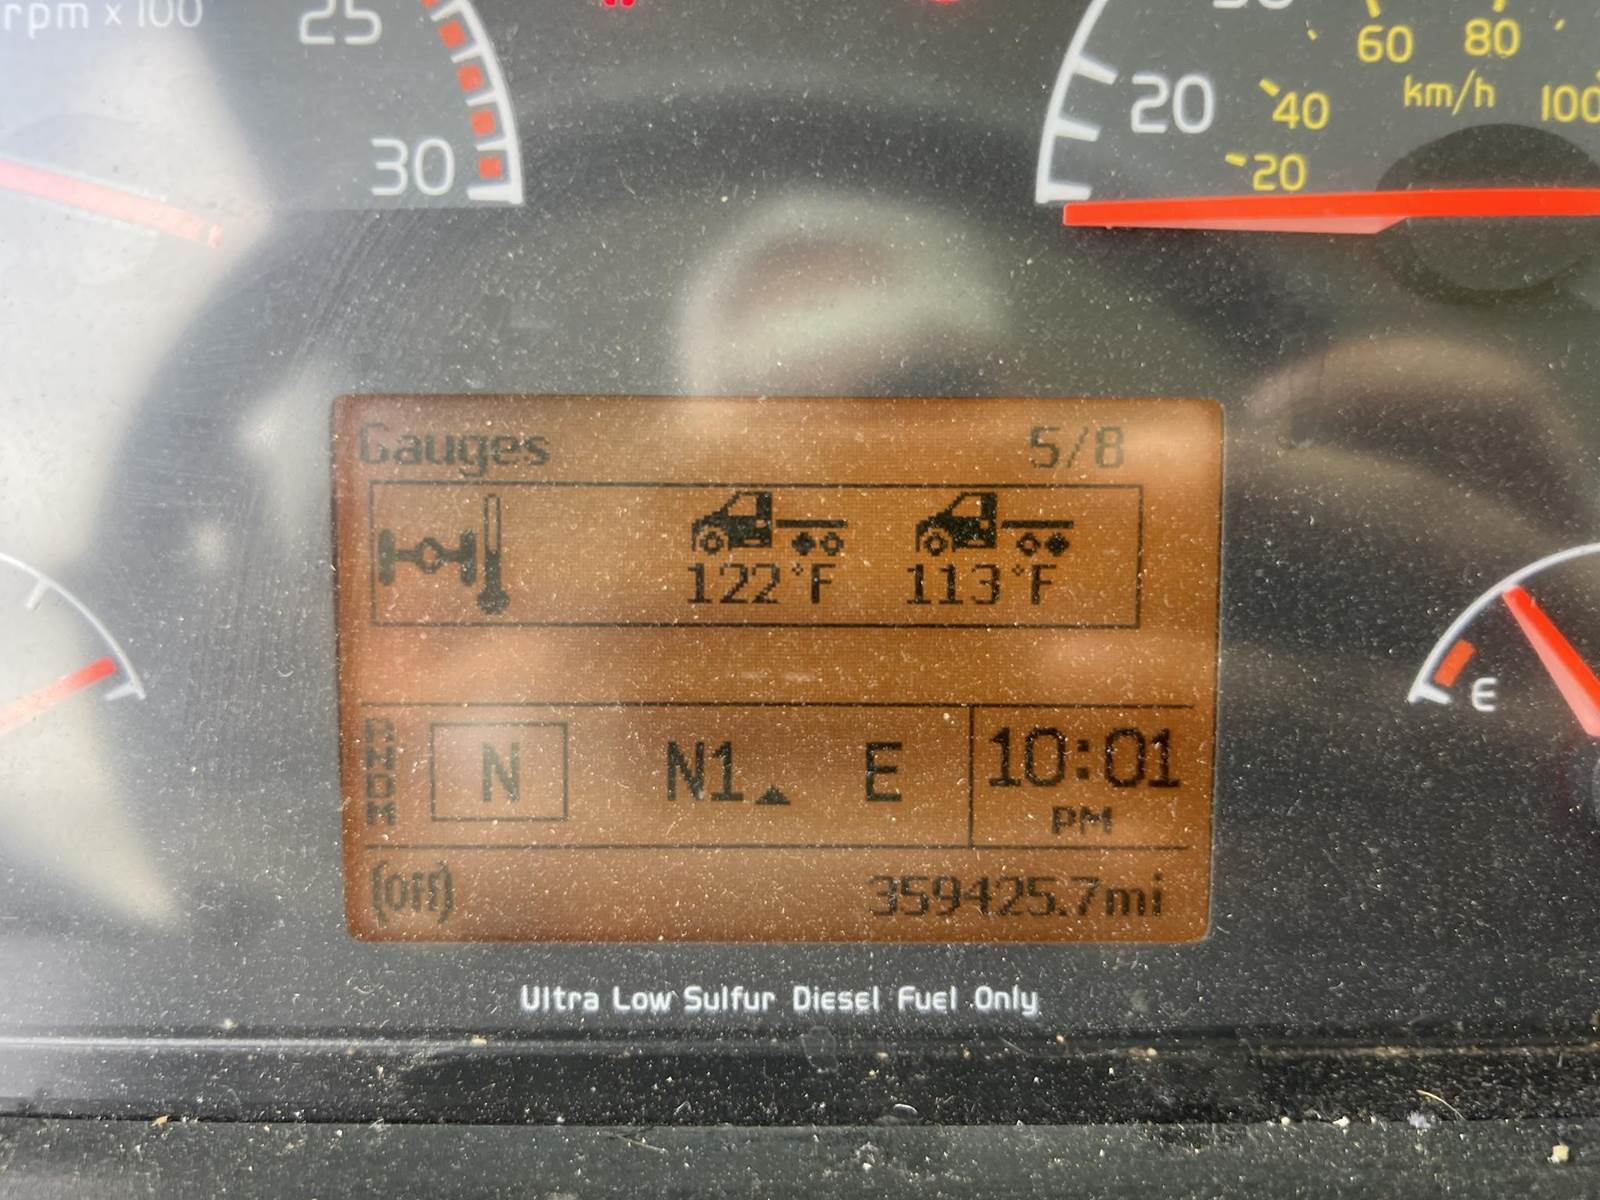 rpm x 100
25
30
20
60 80
40
km/h
100
20
Gauges 5/8
122°F 113°F
R
N
D
M
N N1 E
10:01
PM
(Off)
359425.7mi
E
Ultra Low Sulfur Diesel Fuel Only